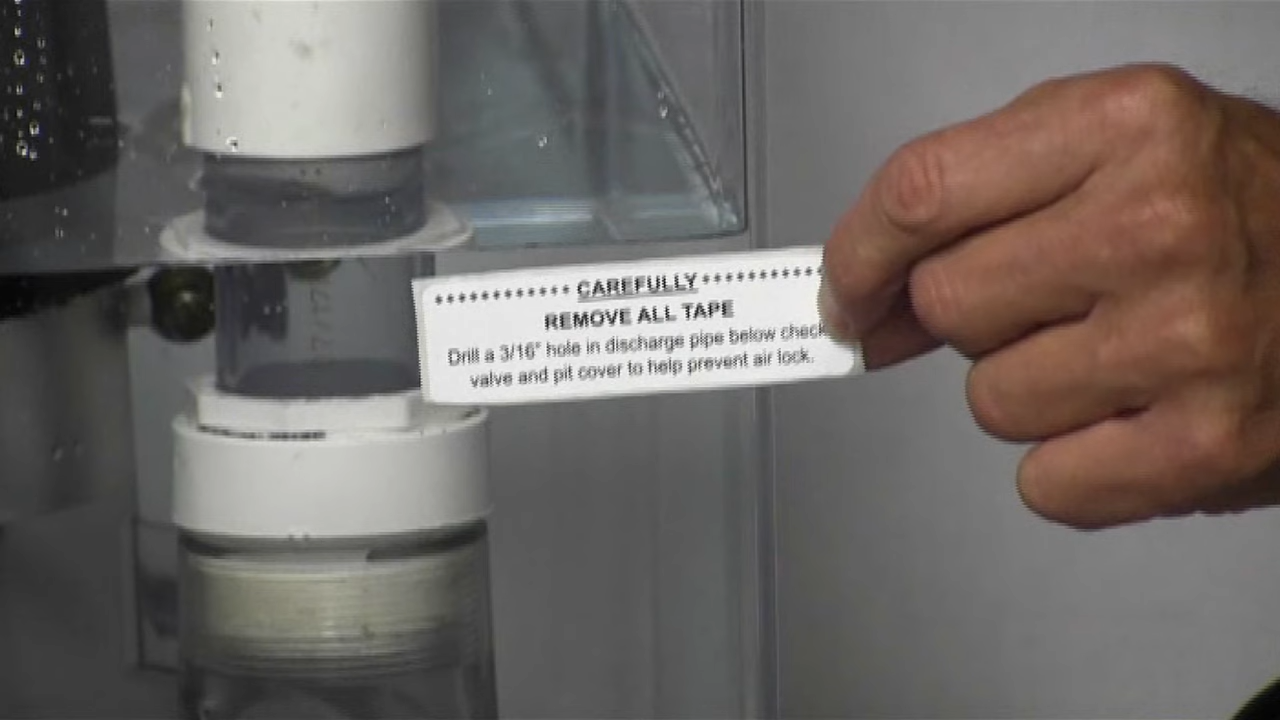 *********** CAREFULLY ***********
REMOVE ALL TAPE
Drill a 3/16" hole in discharge pipe below check
valve and pit cover to help prevent air lock.